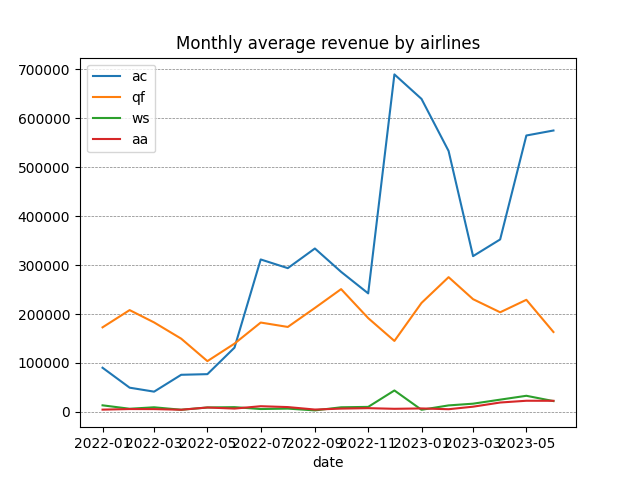 Monthly average revenue by airlines
ac
qf
ws
aa
700000
600000
500000
400000
300000
200000
100000
0
2022-01 2022-03 2022-05 2022-07 2022-09 2022-11 2023-01 2023-03 2023-05
date